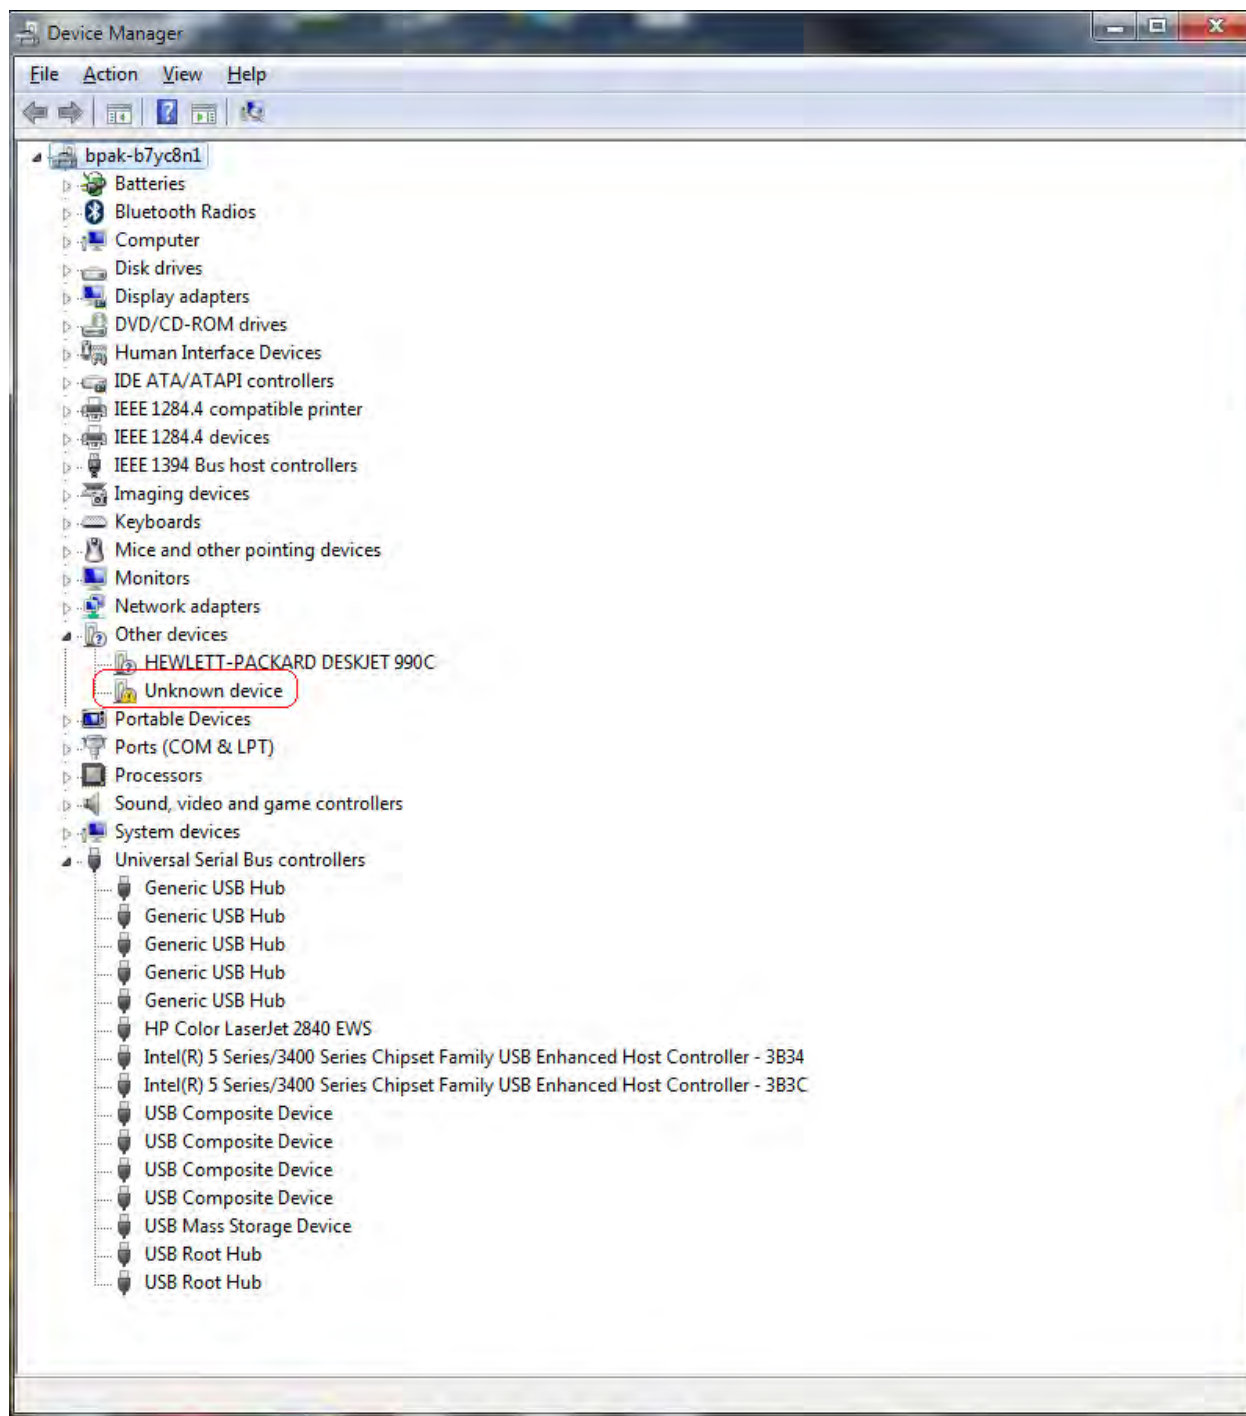 Device Manager
File Action View Help
bpak-b7yc8n1
Batteries
Bluetooth Radios
Computer
Disk drives
Display adapters
DVD/CD-ROM drives
Human Interface Devices
IDE ATA/ATAPI controllers
IEEE 1284.4 compatible printer
IEEE 1284.4 devices
IEEE 1394 Bus host controllers
Imaging devices
Keyboards
Mice and other pointing devices
Monitors
Network adapters
Other devices
HEWLETT-PACKARD DESKJET 990C
Unknown device
Portable Devices
Ports (COM & LPT)
Processors
Sound, video and game controllers
System devices
Universal Serial Bus controllers
Generic USB Hub
Generic USB Hub
Generic USB Hub
Generic USB Hub
Generic USB Hub
HP Color LaserJet 2840 EWS
Intel(R) 5 Series/3400 Series Chipset Family USB Enhanced Host Controller - 3B34
Intel(R) 5 Series/3400 Series Chipset Family USB Enhanced Host Controller - 3B3C
USB Composite Device
USB Composite Device
USB Composite Device
USB Composite Device
USB Mass Storage Device
USB Root Hub
USB Root Hub